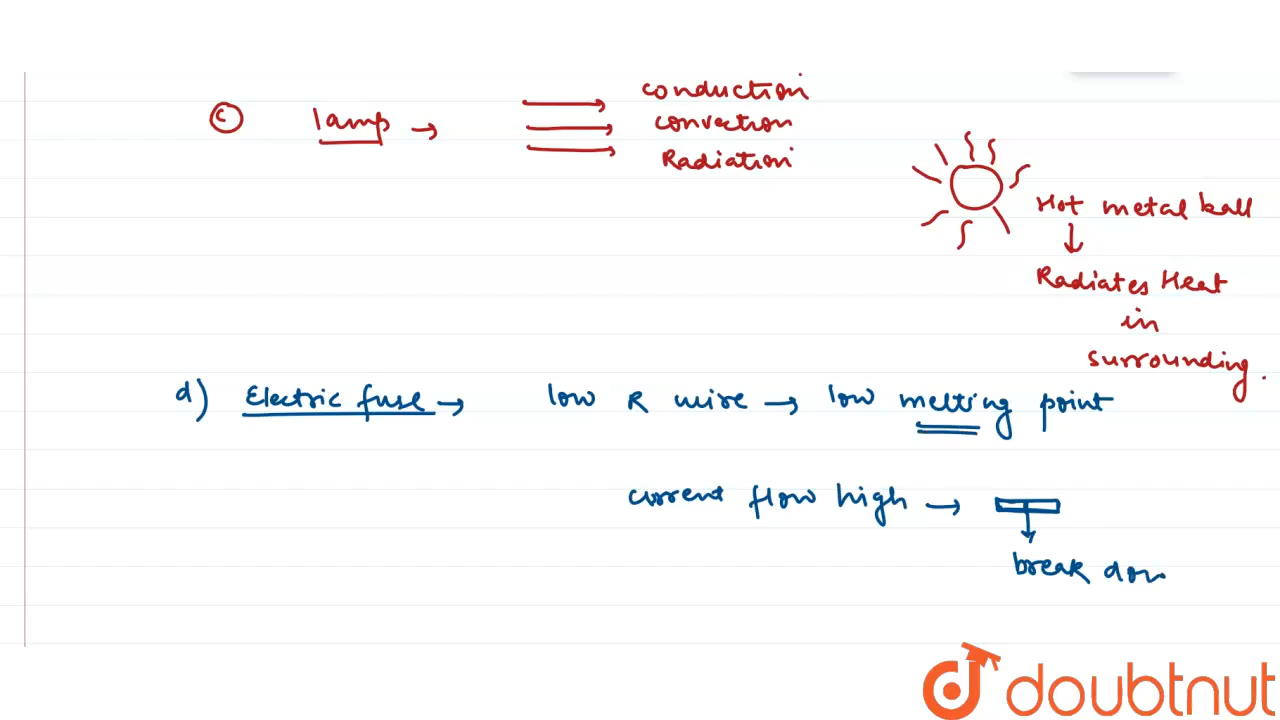 conduction
ⓒ lamp → convection
Radiation
Hot metal ball
↓
Radiates Heat
in
surrounding.
d) Electric fuse → low R wire → low melting point
current flow high →
break dow
doubtnut